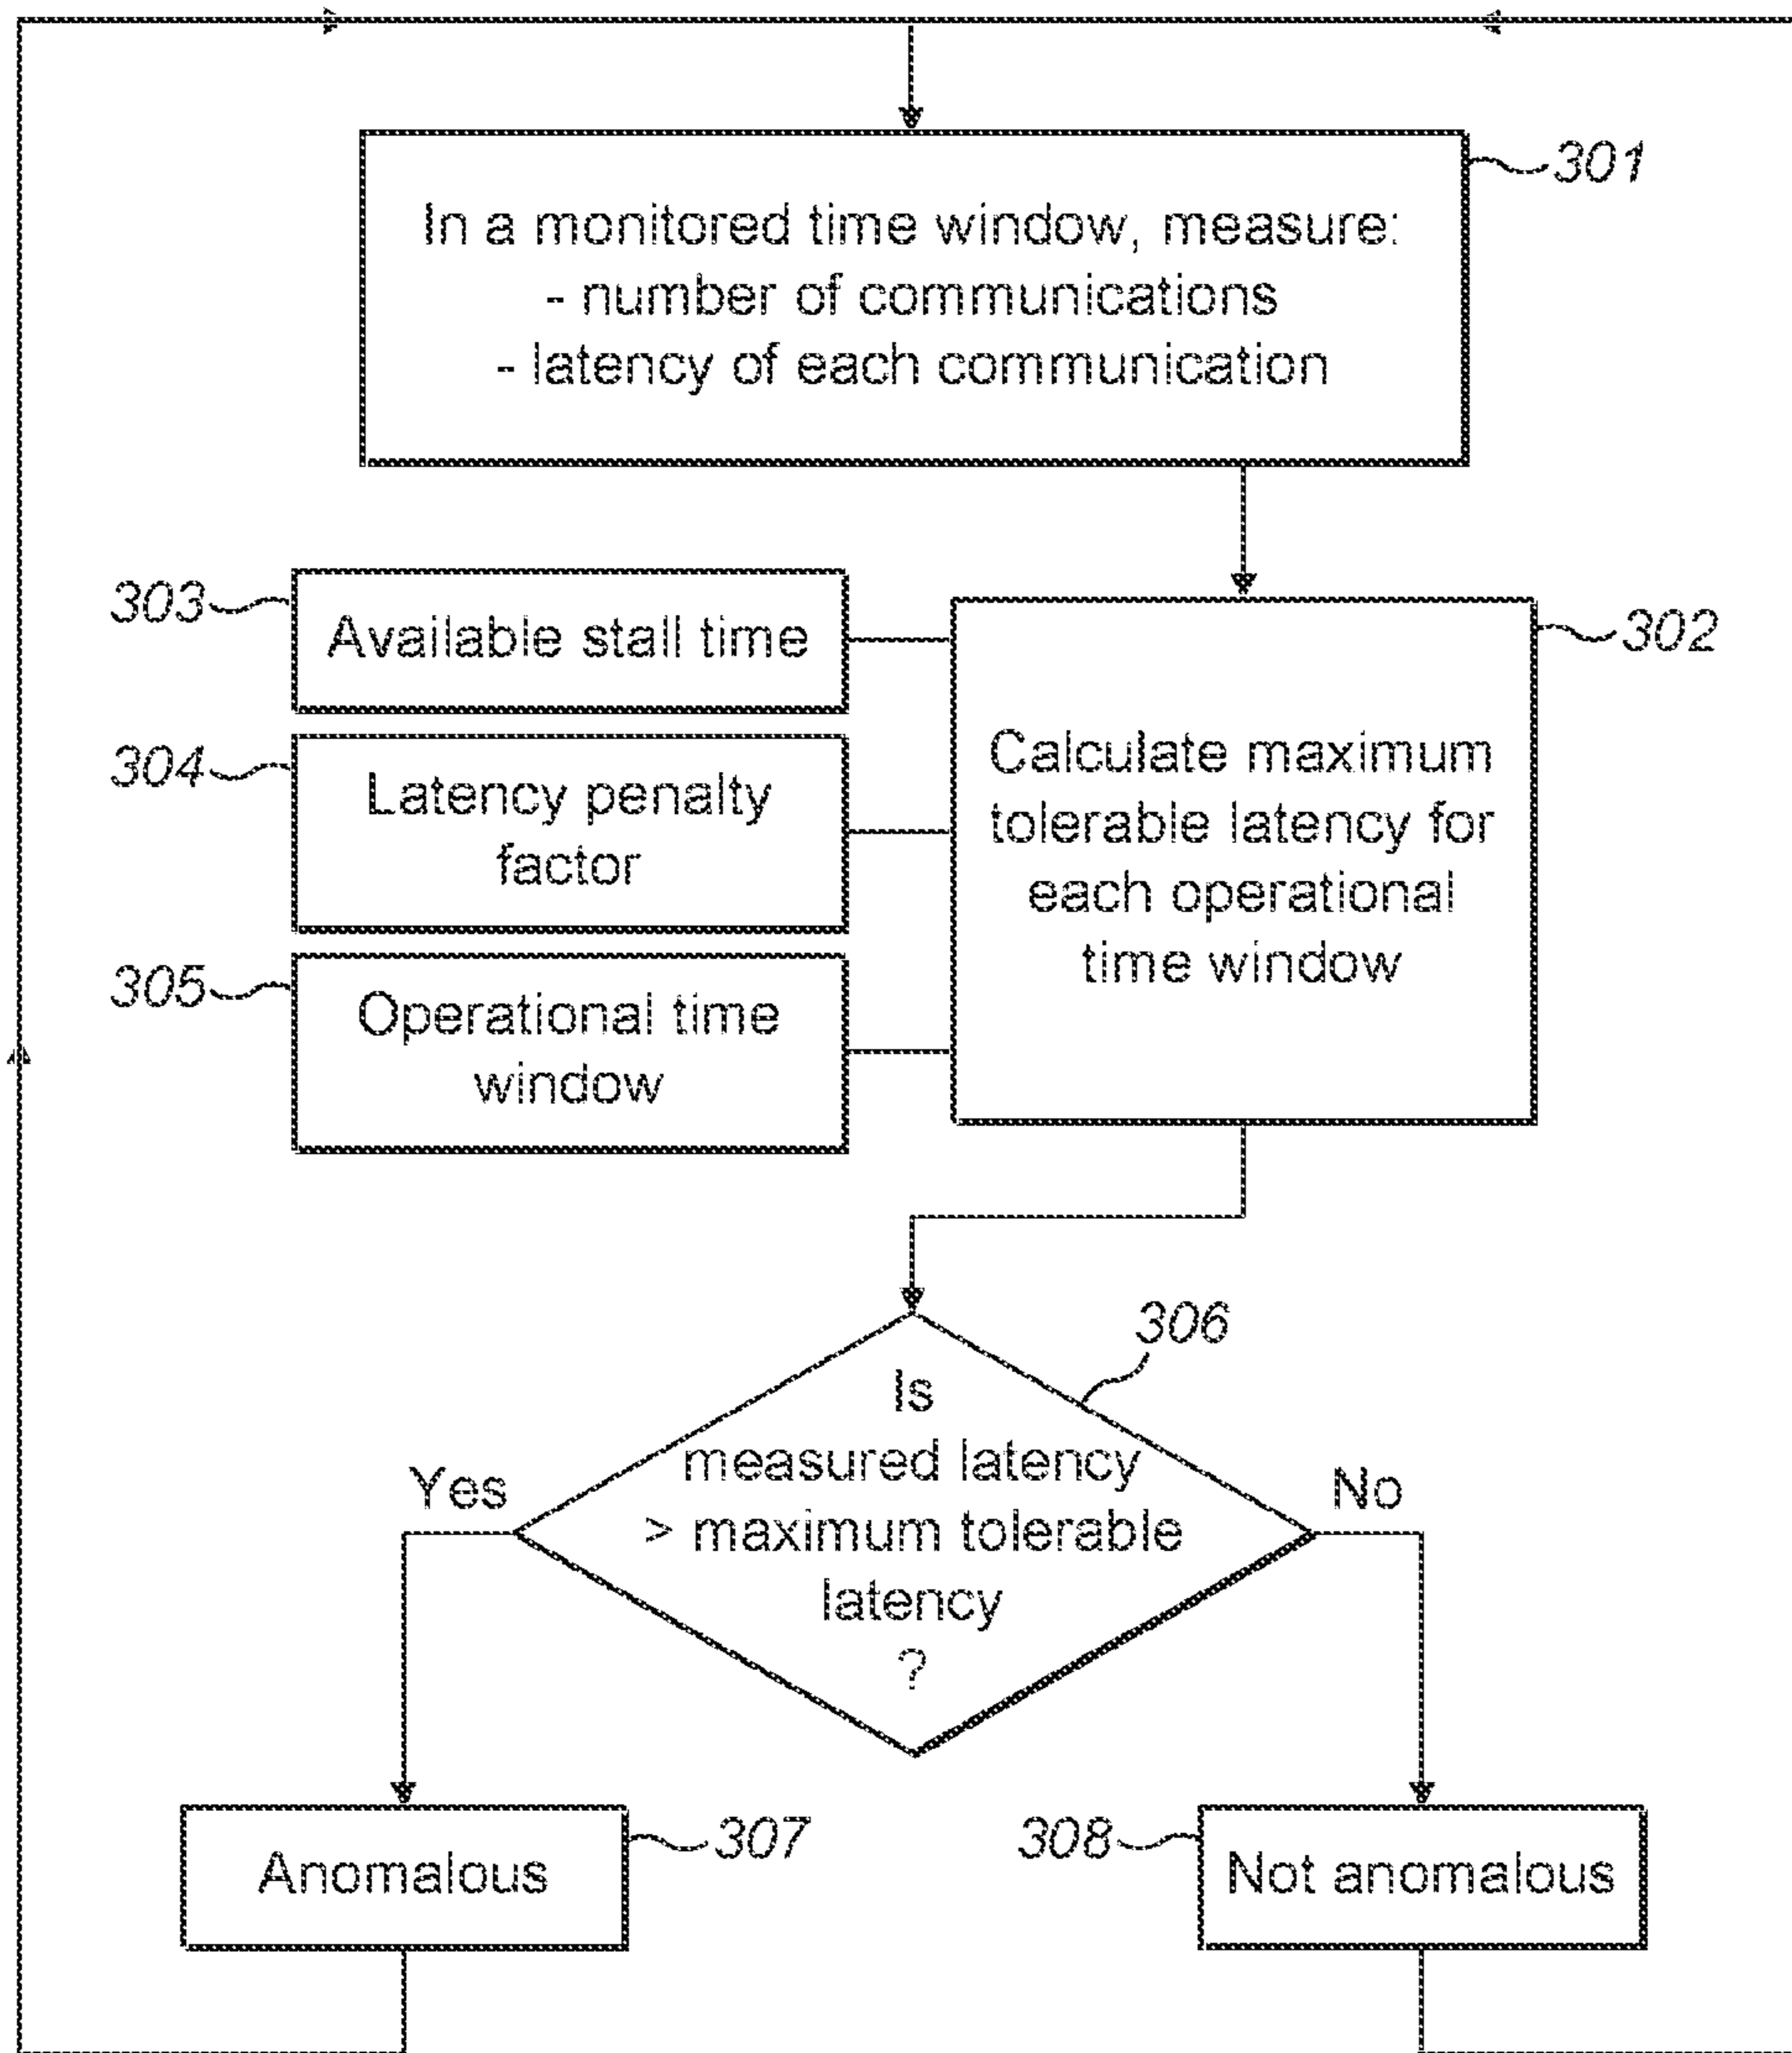 301
In a monitored time window, measure:
- number of communications
- latency of each communication
303
Available stall time
302
304
Latency penalty
factor
Calculate maximum
tolerable latency for
each operational
time window
305
Operational time
window
306
Is
measured latency
> maximum tolerable
latency
?
Yes
No
307
Anomalous
308
Not anomalous